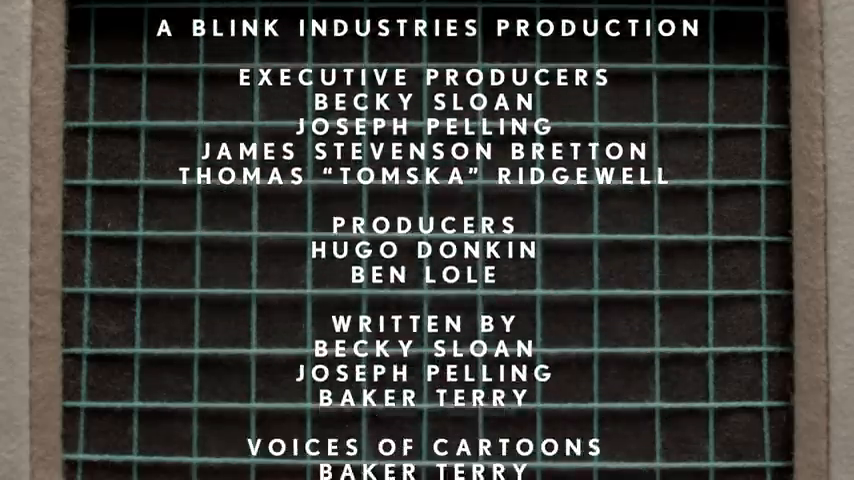 A BLINK INDUSTRIES PRODUCTION
EXECUTIVE PRODUCERS
BECKY SLOAN
JOSEPH PELLING
JAMES STEVENSON BRETTON
THOMAS “TOMSKA” RIDGEWELL
PRODUCERS
HUGO DONKIN
BEN LOLE
WRITTEN BY
BECKY SLOAN
JOSEPH PELLING
BAKER TERRY
VOICES OF CARTOONS
BAKER TERRY